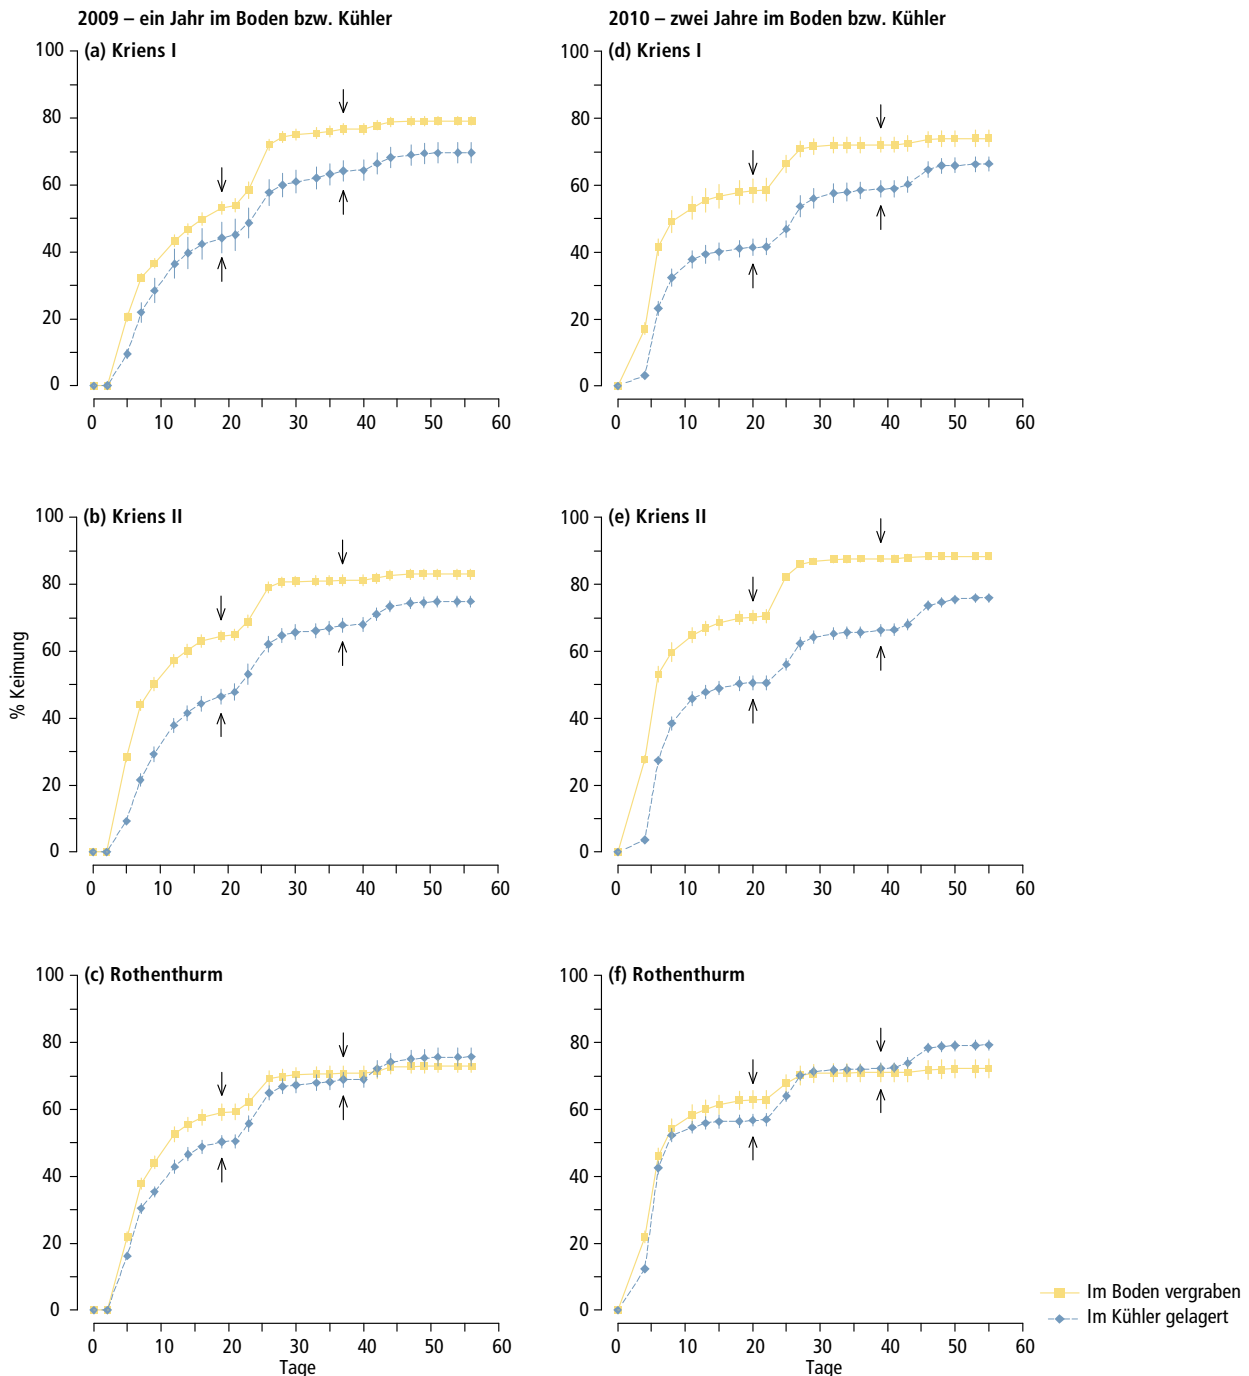 2009 – ein Jahr im Boden bzw. Kühler
2010 – zwei Jahre im Boden bzw. Kühler
(a) Kriens I
100
80
60
40
20
0
0 10 20 30 40 50 60
(d) Kriens I
100
80
60
40
20
0
0 10 20 30 40 50 60
% Keimung
(b) Kriens II
100
80
60
40
20
0
0 10 20 30 40 50 60
(e) Kriens II
100
80
60
40
20
0
0 10 20 30 40 50 60
(c) Rothenthurm
100
80
60
40
20
0
0 10 20 30 40 50 60
Tage
(f) Rothenthurm
100
80
60
40
20
0
0 10 20 30 40 50 60
Tage
Im Boden vergraben
Im Kühler gelagert